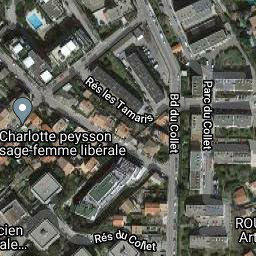 Rés les Tamaris
Bd du Collet
Parc du Collet
Charlotte peysson
sage-femme libérale
cien
ale...
Rés du Collet
ROU
Art